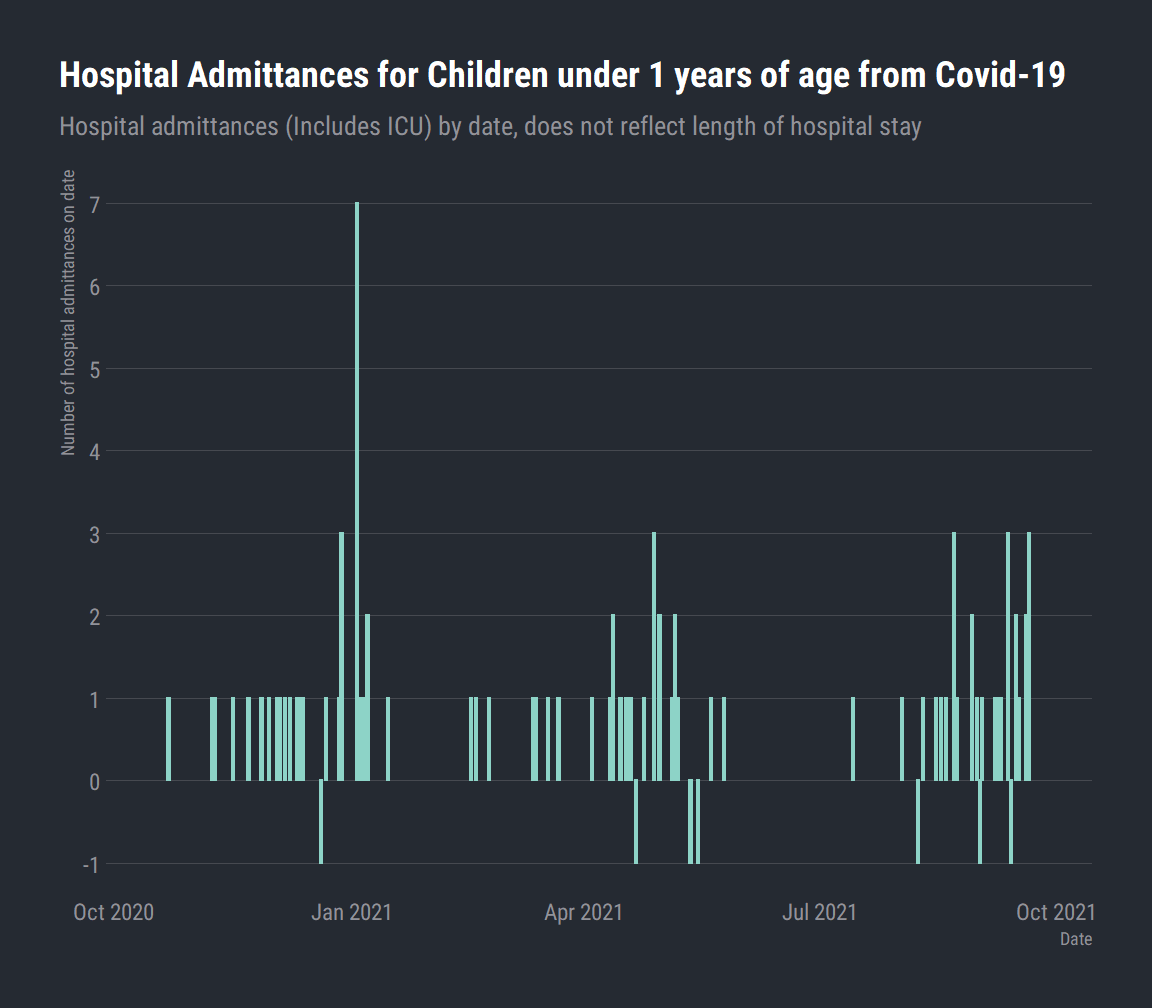 Hospital Admittances for Children under 1 years of age from Covid-19
Hospital admittances (Includes ICU) by date, does not reflect length of hospital stay
Number of hospital admittances on date
7
6
5
4
3
2
1
0
-1
Oct 2020 Jan 2021 Apr 2021 Jul 2021 Oct 2021
Date